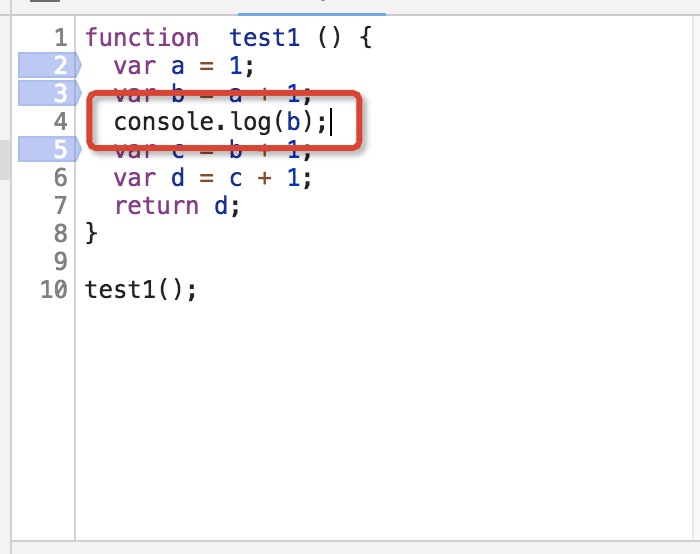 1 function  test1 () {
2   var a = 1;
3   var b = a + 1;
4   console.log(b);
5   var c = b + 1;
6   var d = c + 1;
7   return d;
8 }
9
10 test1();